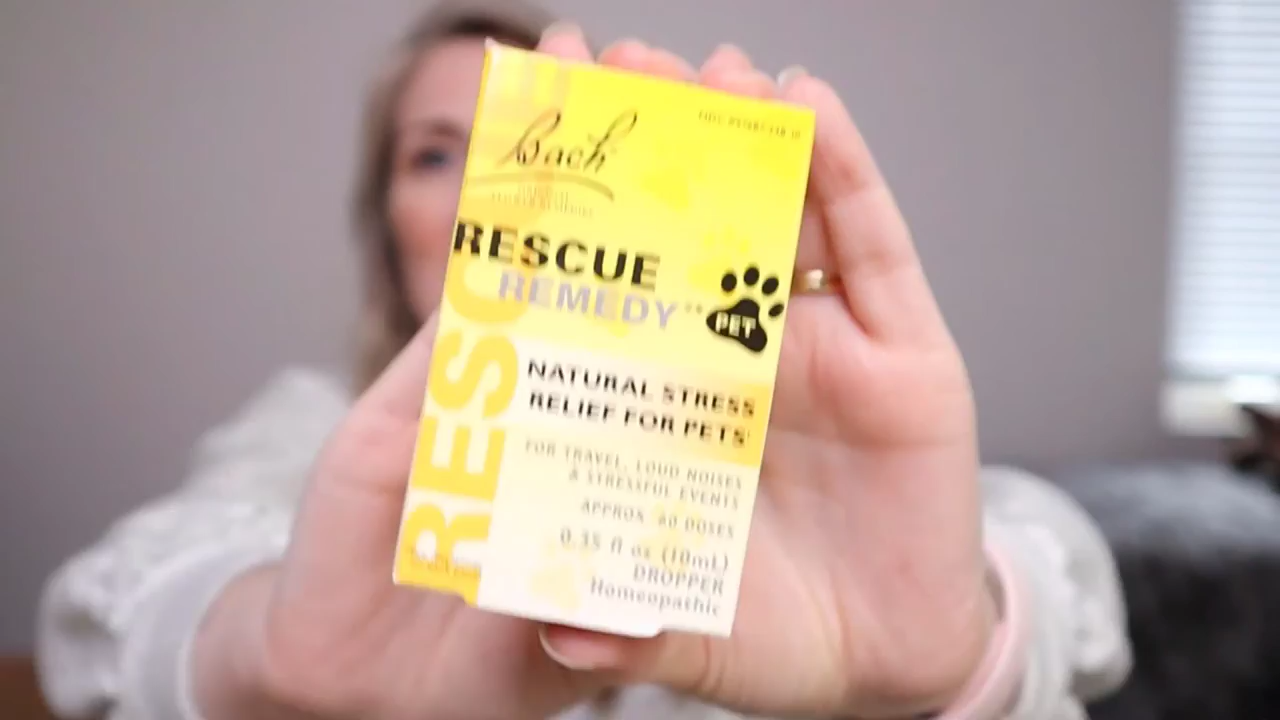 Bach
RESCUE
REMEDY
PET
NATURAL STRESS
RELIEF FOR PETS
FOR TRAVEL, LOUD NOISES
& STRESSFUL EVENTS
APPROX. 60 DOSES
0.35 fl oz (10mL)
DROPPER
Homeopathic
RESC